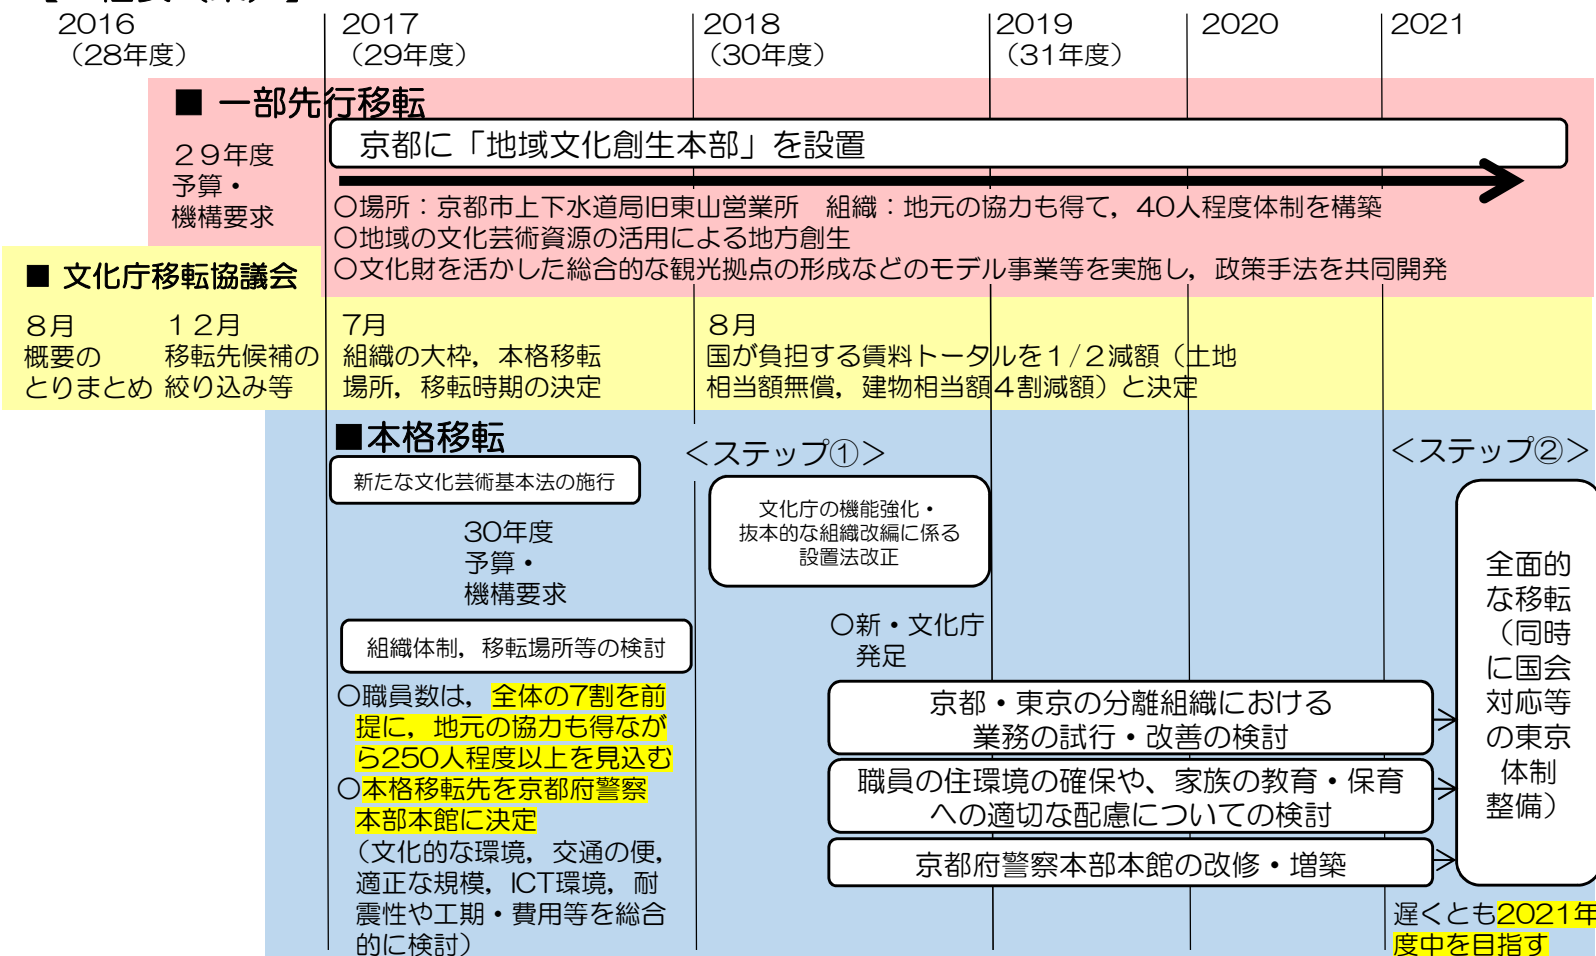 2016
（28年度）
2017
（29年度）
2018
（30年度）
2019
（31年度）
2020
2021
■ 一部先行移転
２９年度
予算・
機構要求
京都に「地域文化創生本部」を設置
○場所：京都市上下水道局旧東山営業所　組織：地元の協力も得て，40人程度体制を構築
○地域の文化芸術資源の活用による地方創生
○文化財を活かした総合的な観光拠点の形成などのモデル事業等を実施し，政策手法を共同開発
■ 文化庁移転協議会
８月
概要の
とりまとめ
１２月
移転先候補の
絞り込み等
７月
組織の大枠，本格移転
場所，移転時期の決定
８月
国が負担する賃料トータルを１/２減額（土地
相当額無償，建物相当額４割減額）と決定
■本格移転
新たな文化芸術基本法の施行
30年度
予算・
機構要求
組織体制，移転場所等の検討
○職員数は，全体の7割を前
提に，地元の協力も得なが
ら250人程度以上を見込む
○本格移転先を京都府警察
本部本館に決定
（文化的な環境，交通の便，
適正な規模，ICT環境，耐
震性や工期・費用等を総合
的に検討）
＜ステップ①＞
文化庁の機能強化・
抜本的な組織改編に係る
設置法改正
○新・文化庁
発足
京都・東京の分離組織における
業務の試行・改善の検討
職員の住環境の確保や、家族の教育・保育
への適切な配慮についての検討
京都府警察本部本館の改修・増築
＜ステップ②＞
全面的
な移転
（同時
に国会
対応等
の東京
体制
整備）
遅くとも2021年
度中を目指す